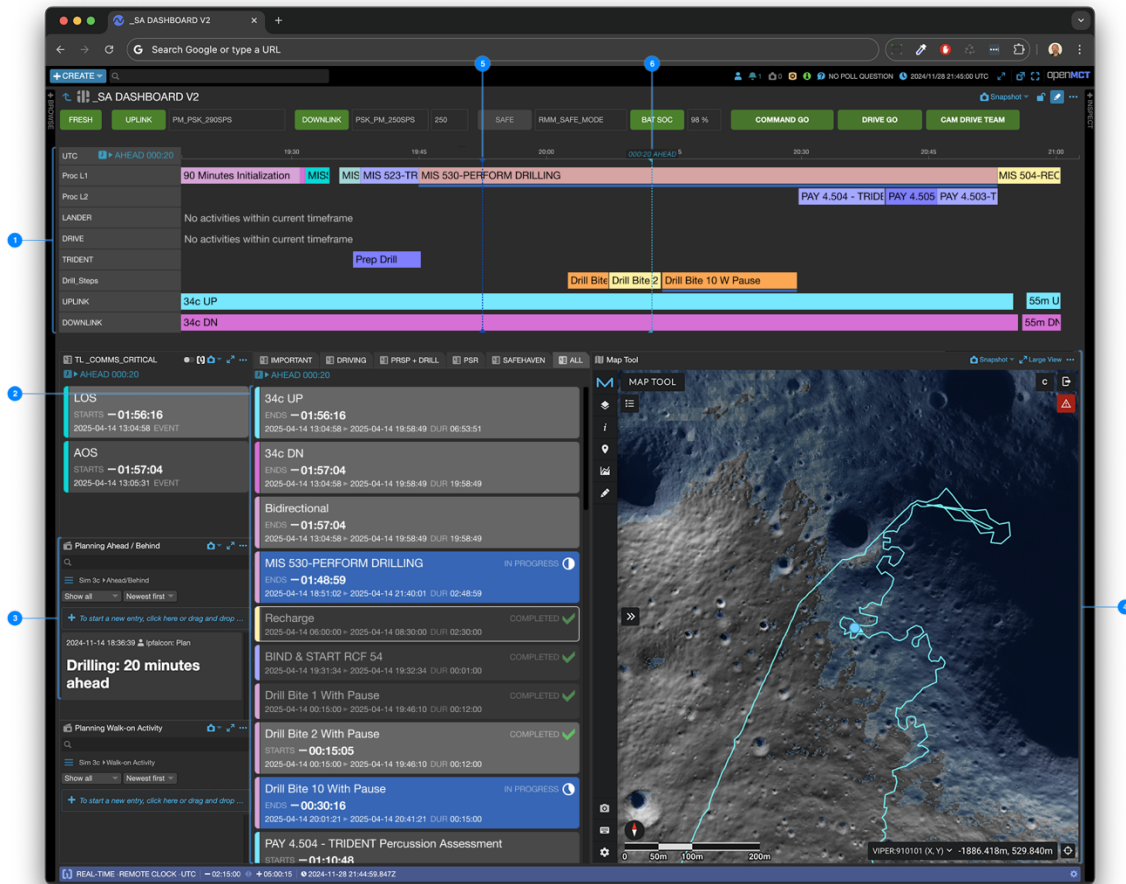 _SA DASHBOARD V2
Search Google or type a URL
5
6
CREATE
1
0
NO POLL QUESTION
2024/11/28 21:45:00 UTC
openMCT
BROWSE
_SA DASHBOARD V2
Snapshot
INSPECT
FRESH
UPLINK
PM_PSK_290SPS
DOWNLINK
PSK_PM_250SPS
250
SAFE
RMM_SAFE_MODE
BAT SOC
98 %
COMMAND GO
DRIVE GO
CAM DRIVE TEAM
UTC
AHEAD 000:20
19:30
19:45
20:00
000:20 AHEAD
5
20:30
20:45
21:00
Proc L1
90 Minutes Initialization
MIS
MIS
MIS 523-TR
MIS 530-PERFORM DRILLING
MIS 504-REC
Proc L2
PAY 4.504 - TRIDE
PAY 4.505
PAY 4.503-T
LANDER
No activities within current timeframe
1
DRIVE
No activities within current timeframe
TRIDENT
Prep Drill
Drill_Steps
Drill Bite
Drill Bite 2
Drill Bite 10 W Pause
UPLINK
34c UP
55m U
DOWNLINK
34c DN
55m DN
TL _COMMS_CRITICAL
AHEAD 000:20
2
LOS
STARTS −01:56:16
2025-04-14 13:04:58 EVENT
AOS
STARTS −01:57:04
2025-04-14 13:05:31 EVENT
Planning Ahead / Behind
Sim 3c Ahead/Behind
Show all
Newest first
3
+ To start a new entry, click here or drag and drop ...
2024-11-14 18:36:39 lpfalcon: Plan
Drilling: 20 minutes
ahead
Planning Walk-on Activity
Sim 3c Walk-on Activity
Show all
Newest first
+ To start a new entry, click here or drag and drop ...
IMPORTANT
DRIVING
PRSP + DRILL
PSR
SAFEHAVEN
ALL
AHEAD 000:20
34c UP
ENDS −01:56:16
2025-04-14 13:04:58 2025-04-14 19:58:49 DUR 06:53:51
34c DN
ENDS −01:57:04
2025-04-14 13:04:58 2025-04-14 19:58:49 DUR 19:58:49
Bidirectional
ENDS −01:57:04
2025-04-14 13:04:58 2025-04-14 19:58:49 DUR 19:58:49
MIS 530-PERFORM DRILLING
IN PROGRESS
ENDS −01:48:59
2025-04-14 18:51:02 2025-04-14 21:40:01 DUR 02:48:59
Recharge
COMPLETED
2025-04-14 06:00:00 2025-04-14 08:30:00 DUR 02:30:00
BIND & START RCF 54
COMPLETED
2025-04-14 19:31:34 2025-04-14 19:32:34 DUR 00:01:00
Drill Bite 1 With Pause
COMPLETED
2025-04-14 00:15:00 2025-04-14 19:46:10 DUR 00:12:00
Drill Bite 2 With Pause
COMPLETED
STARTS −00:15:05
2025-04-14 00:15:00 2025-04-14 19:46:10 DUR 00:12:00
Drill Bite 10 With Pause
IN PROGRESS
ENDS −00:30:16
2025-04-14 20:01:21 2025-04-14 20:41:21 DUR 00:15:00
PAY 4.504 - TRIDENT Percussion Assessment
STARTS −01:10:48
Map Tool
Snapshot
Large View
MAP TOOL
C
4
0
50m
100m
200m
VIPER:910101 (X, Y)
-1886.418m, 529.840m
REAL-TIME REMOTE CLOCK UTC
− 02:15:00
+ 05:00:15
2024-11-28 21:44:59.847Z